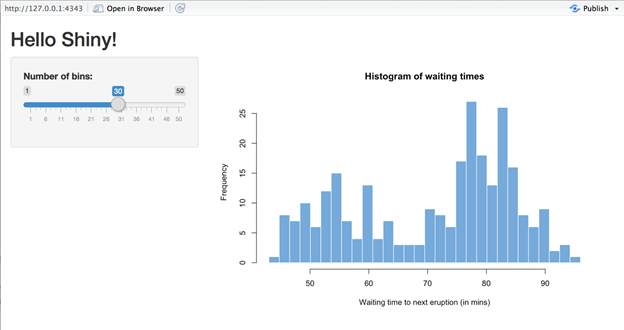 http://127.0.0.1:4343 Open in Browser Publish
Hello Shiny!
Number of bins:
1 30 50
1 6 11 16 21 26 31 36 41 46 50
Histogram of waiting times
Frequency
25
20
15
10
5
0
50 60 70 80 90
Waiting time to next eruption (in mins)